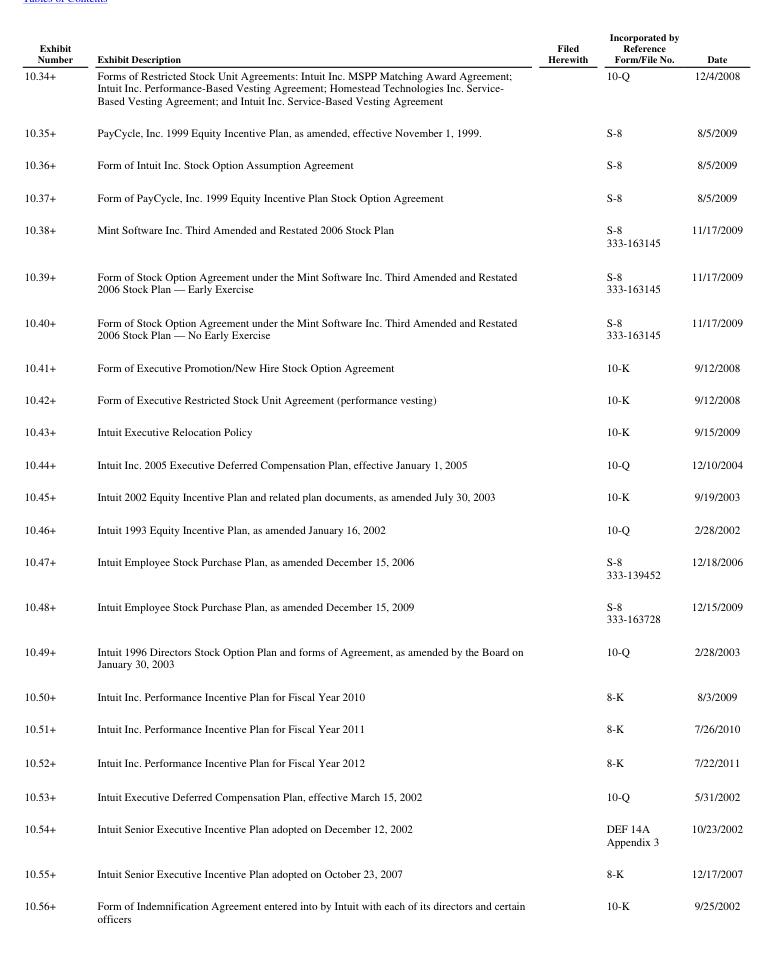 Tables of Contents
Exhibit Number Exhibit Description Filed Herewith Incorporated by Reference Form/File No. Date
10.34+ Forms of Restricted Stock Unit Agreements: Intuit Inc. MSPP Matching Award Agreement; 10-Q 12/4/2008
Intuit Inc. Performance-Based Vesting Agreement; Homestead Technologies Inc. Service-
Based Vesting Agreement; and Intuit Inc. Service-Based Vesting Agreement
10.35+ PayCycle, Inc. 1999 Equity Incentive Plan, as amended, effective November 1, 1999. S-8 8/5/2009
10.36+ Form of Intuit Inc. Stock Option Assumption Agreement S-8 8/5/2009
10.37+ Form of PayCycle, Inc. 1999 Equity Incentive Plan Stock Option Agreement S-8 8/5/2009
10.38+ Mint Software Inc. Third Amended and Restated 2006 Stock Plan S-8 11/17/2009
333-163145
10.39+ Form of Stock Option Agreement under the Mint Software Inc. Third Amended and Restated S-8 11/17/2009
2006 Stock Plan — Early Exercise 333-163145
10.40+ Form of Stock Option Agreement under the Mint Software Inc. Third Amended and Restated S-8 11/17/2009
2006 Stock Plan — No Early Exercise 333-163145
10.41+ Form of Executive Promotion/New Hire Stock Option Agreement 10-K 9/12/2008
10.42+ Form of Executive Restricted Stock Unit Agreement (performance vesting) 10-K 9/12/2008
10.43+ Intuit Executive Relocation Policy 10-K 9/15/2009
10.44+ Intuit Inc. 2005 Executive Deferred Compensation Plan, effective January 1, 2005 10-Q 12/10/2004
10.45+ Intuit 2002 Equity Incentive Plan and related plan documents, as amended July 30, 2003 10-K 9/19/2003
10.46+ Intuit 1993 Equity Incentive Plan, as amended January 16, 2002 10-Q 2/28/2002
10.47+ Intuit Employee Stock Purchase Plan, as amended December 15, 2006 S-8 12/18/2006
333-139452
10.48+ Intuit Employee Stock Purchase Plan, as amended December 15, 2009 S-8 12/15/2009
333-163728
10.49+ Intuit 1996 Directors Stock Option Plan and forms of Agreement, as amended by the Board on 10-Q 2/28/2003
January 30, 2003
10.50+ Intuit Inc. Performance Incentive Plan for Fiscal Year 2010 8-K 8/3/2009
10.51+ Intuit Inc. Performance Incentive Plan for Fiscal Year 2011 8-K 7/26/2010
10.52+ Intuit Inc. Performance Incentive Plan for Fiscal Year 2012 8-K 7/22/2011
10.53+ Intuit Executive Deferred Compensation Plan, effective March 15, 2002 10-Q 5/31/2002
10.54+ Intuit Senior Executive Incentive Plan adopted on December 12, 2002 DEF 14A 10/23/2002
Appendix 3
10.55+ Intuit Senior Executive Incentive Plan adopted on October 23, 2007 8-K 12/17/2007
10.56+ Form of Indemnification Agreement entered into by Intuit with each of its directors and certain 10-K 9/25/2002
officers